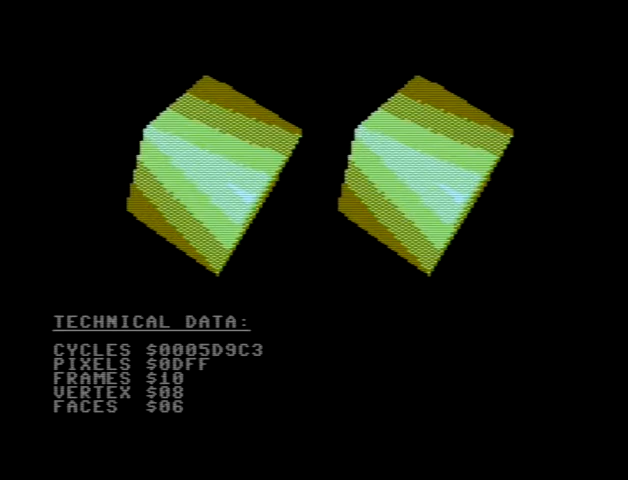 TECHNICAL DATA:
CYCLES $0005D9C3
PIXELS $0DFF
FRAMES $10
VERTEX $08
FACES $06